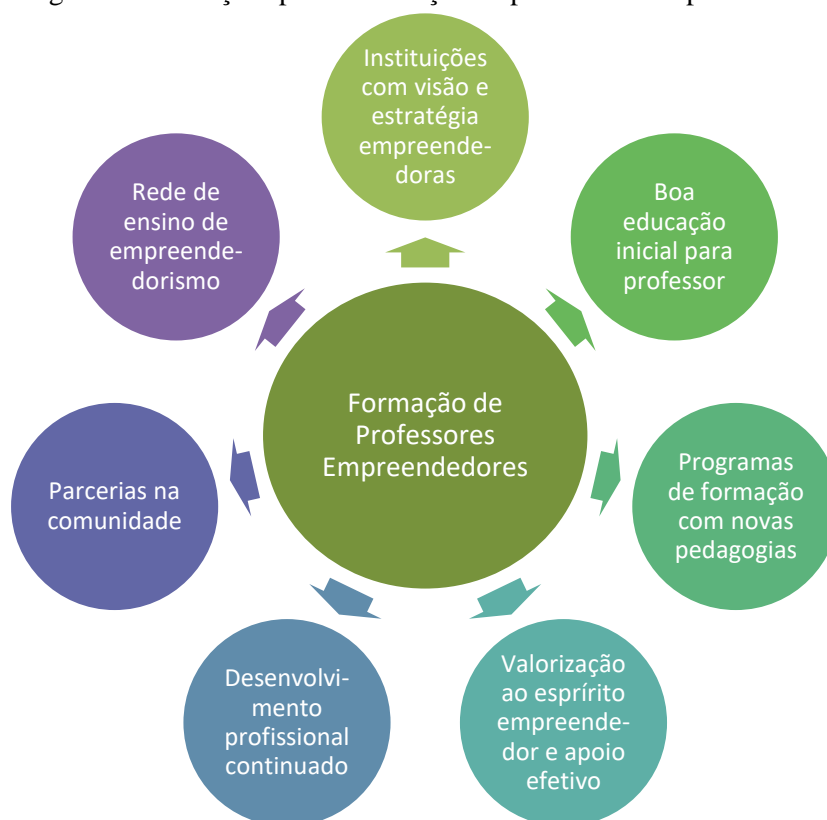 Instituições
com visão e
estratégia
empreende-
doras
Boa
educação
inicial para
professor
Programas
de formação
com novas
pedagogias
Valorização
ao esprírito
empreende-
dor e apoio
efetivo
Desenvolvi-
mento
profissional
continuado
Parcerias na
comunidade
Rede de
ensino de
empreende-
dorismo
Formação de
Professores
Empreendedores